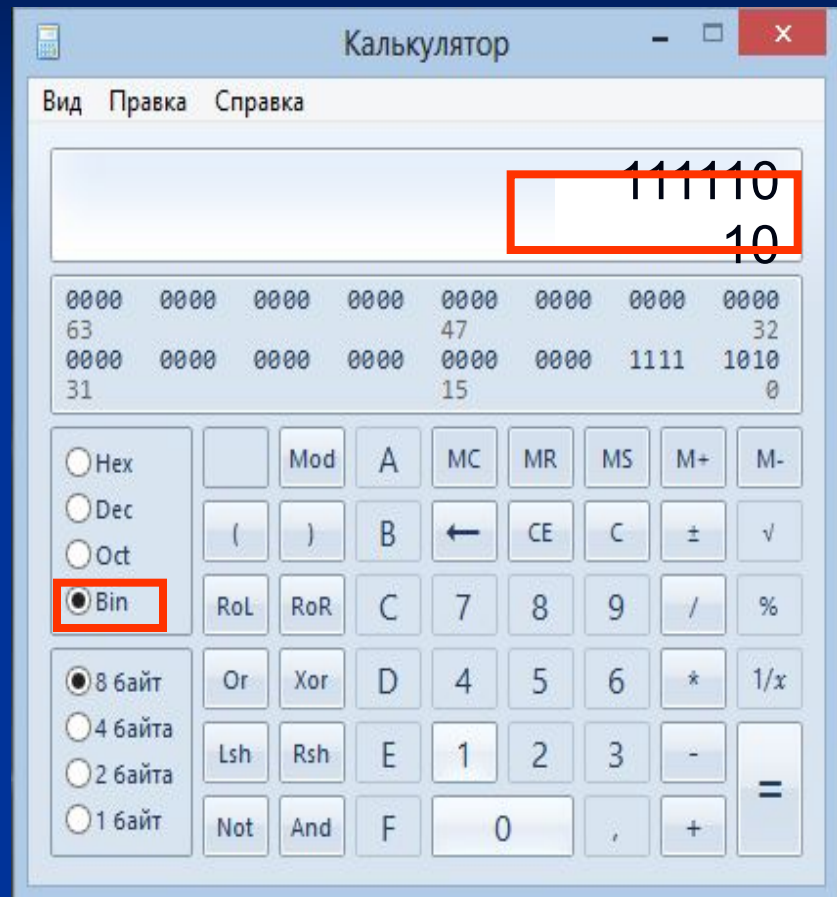 Калькулятор
Вид Правка Справка
111110
10
0000 0000 0000 0000 0000 0000 0000 0000
63 47 32
0000 0000 0000 0000 0000 0000 1111 1010
31 15 0
Hex Mod A MC MR MS M+ M-
Dec ( ) B ← CE C ± √
Oct
Bin RoL RoR C 7 8 9 / %
8 байт Or Xor D 4 5 6 * 1/x
4 байта Lsh Rsh E 1 2 3 - =
2 байта
1 байт Not And F 0 , +